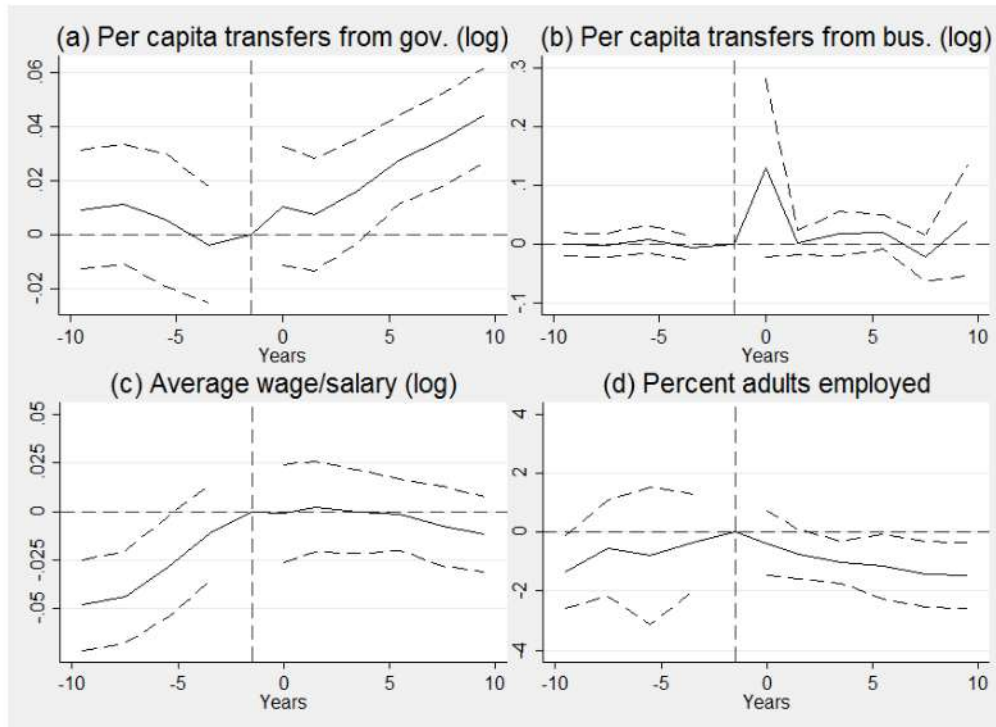 (a) Per capita transfers from gov. (log)
.06
.04
.02
0
-.02
-10 -5 0 5 10
Years
(b) Per capita transfers from bus. (log)
.3
.2
.1
0
-.1
-10 -5 0 5 10
Years
(c) Average wage/salary (log)
.05
.025
0
-.025
-.05
-10 -5 0 5 10
Years
(d) Percent adults employed
4
2
0
-2
-4
-10 -5 0 5 10
Years